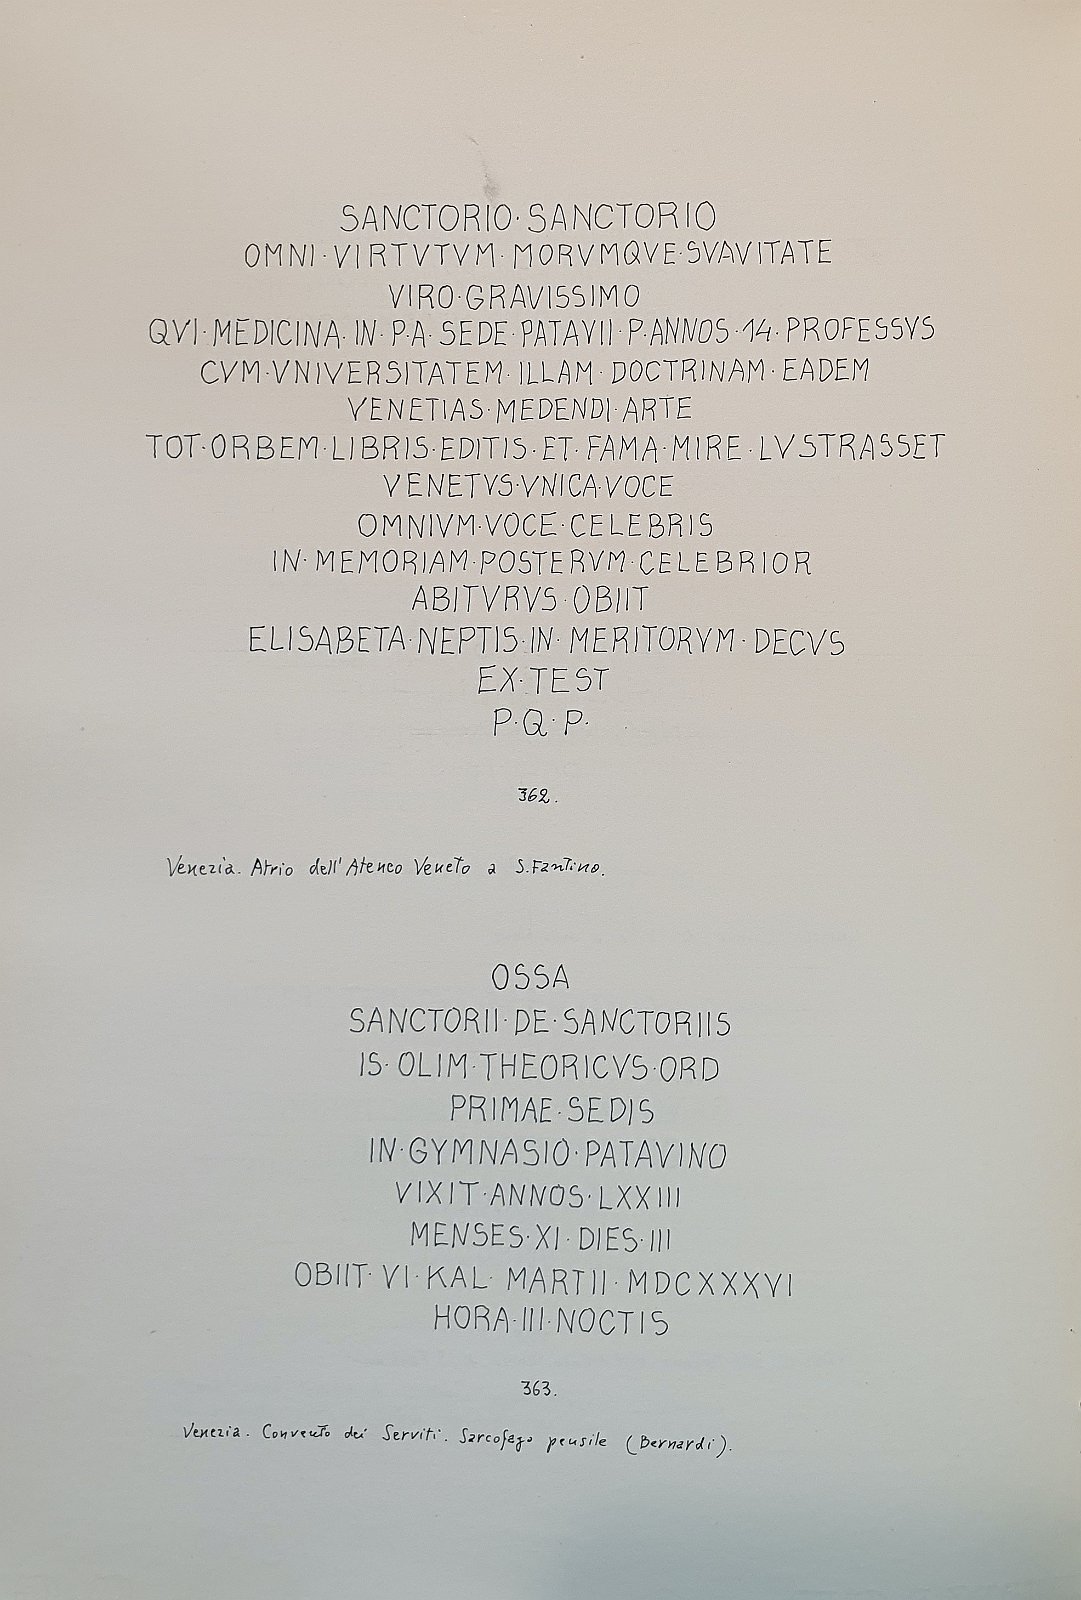 SANCTORIO·SANCTORIO
OMNI·VIRTVTVM·MORVMQVE·SVAVITATE
VIRO·GRAVISSIMO
QVI·MEDICINA·IN·P·A·SEDE·PATAVII·P·ANNOS·14·PROFESSVS
CVM·VNIVERSITATEM·ILLAM·DOCTRINAM·EADEM
VENETIAS·MEDENDI·ARTE
TOT·ORBEM·LIBRIS·EDITIS·ET·FAMA·MIRE·LVSTRASSET
VENETVS·VNICA·VOCE
OMNIVM·VOCE·CELEBRIS
IN·MEMORIAM·POSTERVM·CELEBRIOR
ABITVRVS·OBIIT
ELISABETA·NEPTIS·IN·MERITORVM·DECVS
EX·TEST
P·Q·P·
362.
Venezia. Atrio dell'Ateneo Veneto a S.Fantino.
OSSA
SANCTORII·DE·SANCTORIIS
IS·OLIM·THEORICVS·ORD
PRIMAE·SEDIS
IN·GYMNASIO·PATAVINO
VIXIT·ANNOS·LXXIII
MENSES·XI·DIES·III
OBIIT·VI·KAL·MARTII·MDCXXXVI
HORA·III·NOCTIS
363.
Venezia. Convento dei Serviti. Sarcofago pensile (Bernardi).